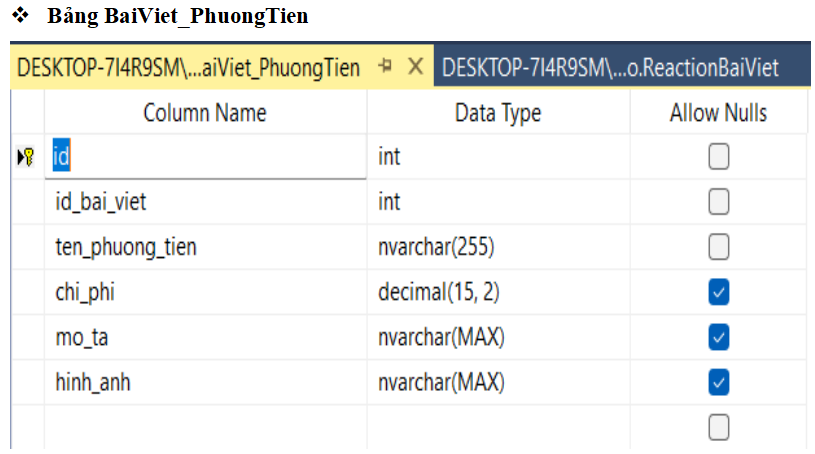 ❖ Bảng BaiViet_PhuongTien
DESKTOP-7I4R9SM\...aiViet_PhuongTien DESKTOP-7I4R9SM\...o.ReactionBaiViet
Column Name Data Type Allow Nulls
id int
id_bai_viet int
ten_phuong_tien nvarchar(255)
chi_phi decimal(15, 2)
mo_ta nvarchar(MAX)
hinh_anh nvarchar(MAX)